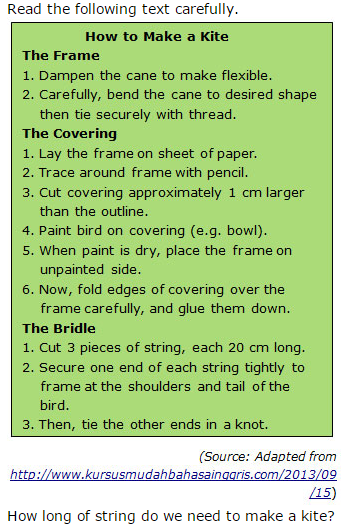 Read the following text carefully.
How to Make a Kite
The Frame
1. Dampen the cane to make flexible.
2. Carefully, bend the cane to desired shape
then tie securely with thread.
The Covering
1. Lay the frame on sheet of paper.
2. Trace around frame with pencil.
3. Cut covering approximately 1 cm larger
than the outline.
4. Paint bird on covering (e.g. bowl).
5. When paint is dry, place the frame on
unpainted side.
6. Now, fold edges of covering over the
frame carefully, and glue them down.
The Bridle
1. Cut 3 pieces of string, each 20 cm long.
2. Secure one end of each string tightly to
frame at the shoulders and tail of the
bird.
3. Then, tie the other ends in a knot.
(Source: Adapted from
http://www.kursusmudahbahasainggris.com/2013/09
/15)
How long of string do we need to make a kite?